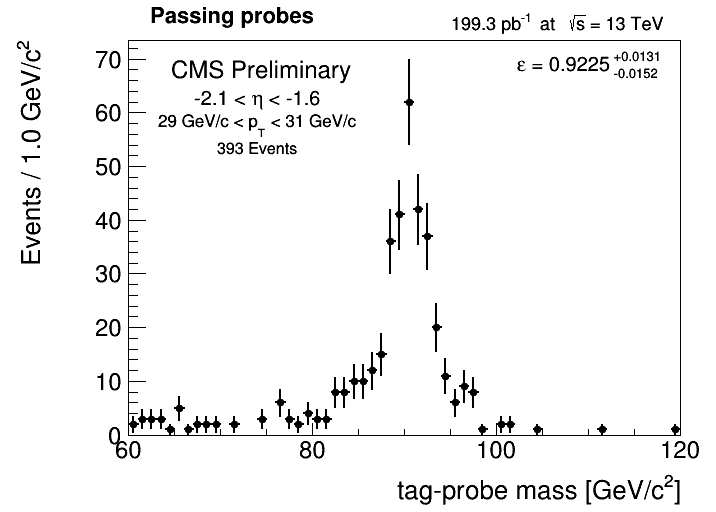 Passing probes
199.3 pb⁻¹ at √s = 13 TeV
CMS Preliminary
ε = 0.9225 +0.0131 -0.0152
-2.1 < η < -1.6
29 GeV/c < p_T < 31 GeV/c
393 Events
Events / 1.0 GeV/c²
70
60
50
40
30
20
10
0
60 80 100 120
tag-probe mass [GeV/c²]